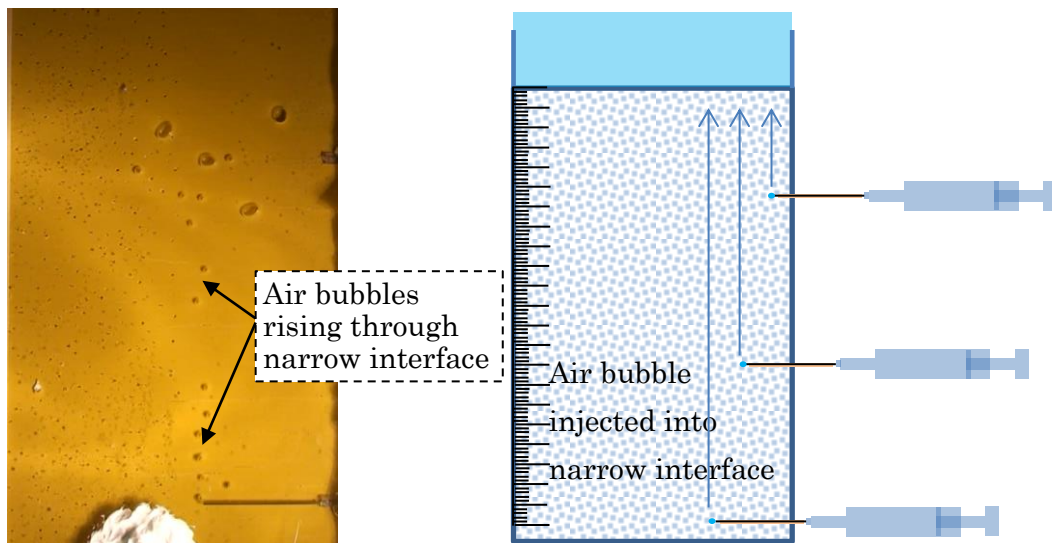 Air bubbles
rising through
narrow interface
Air bubble
injected into
narrow interface